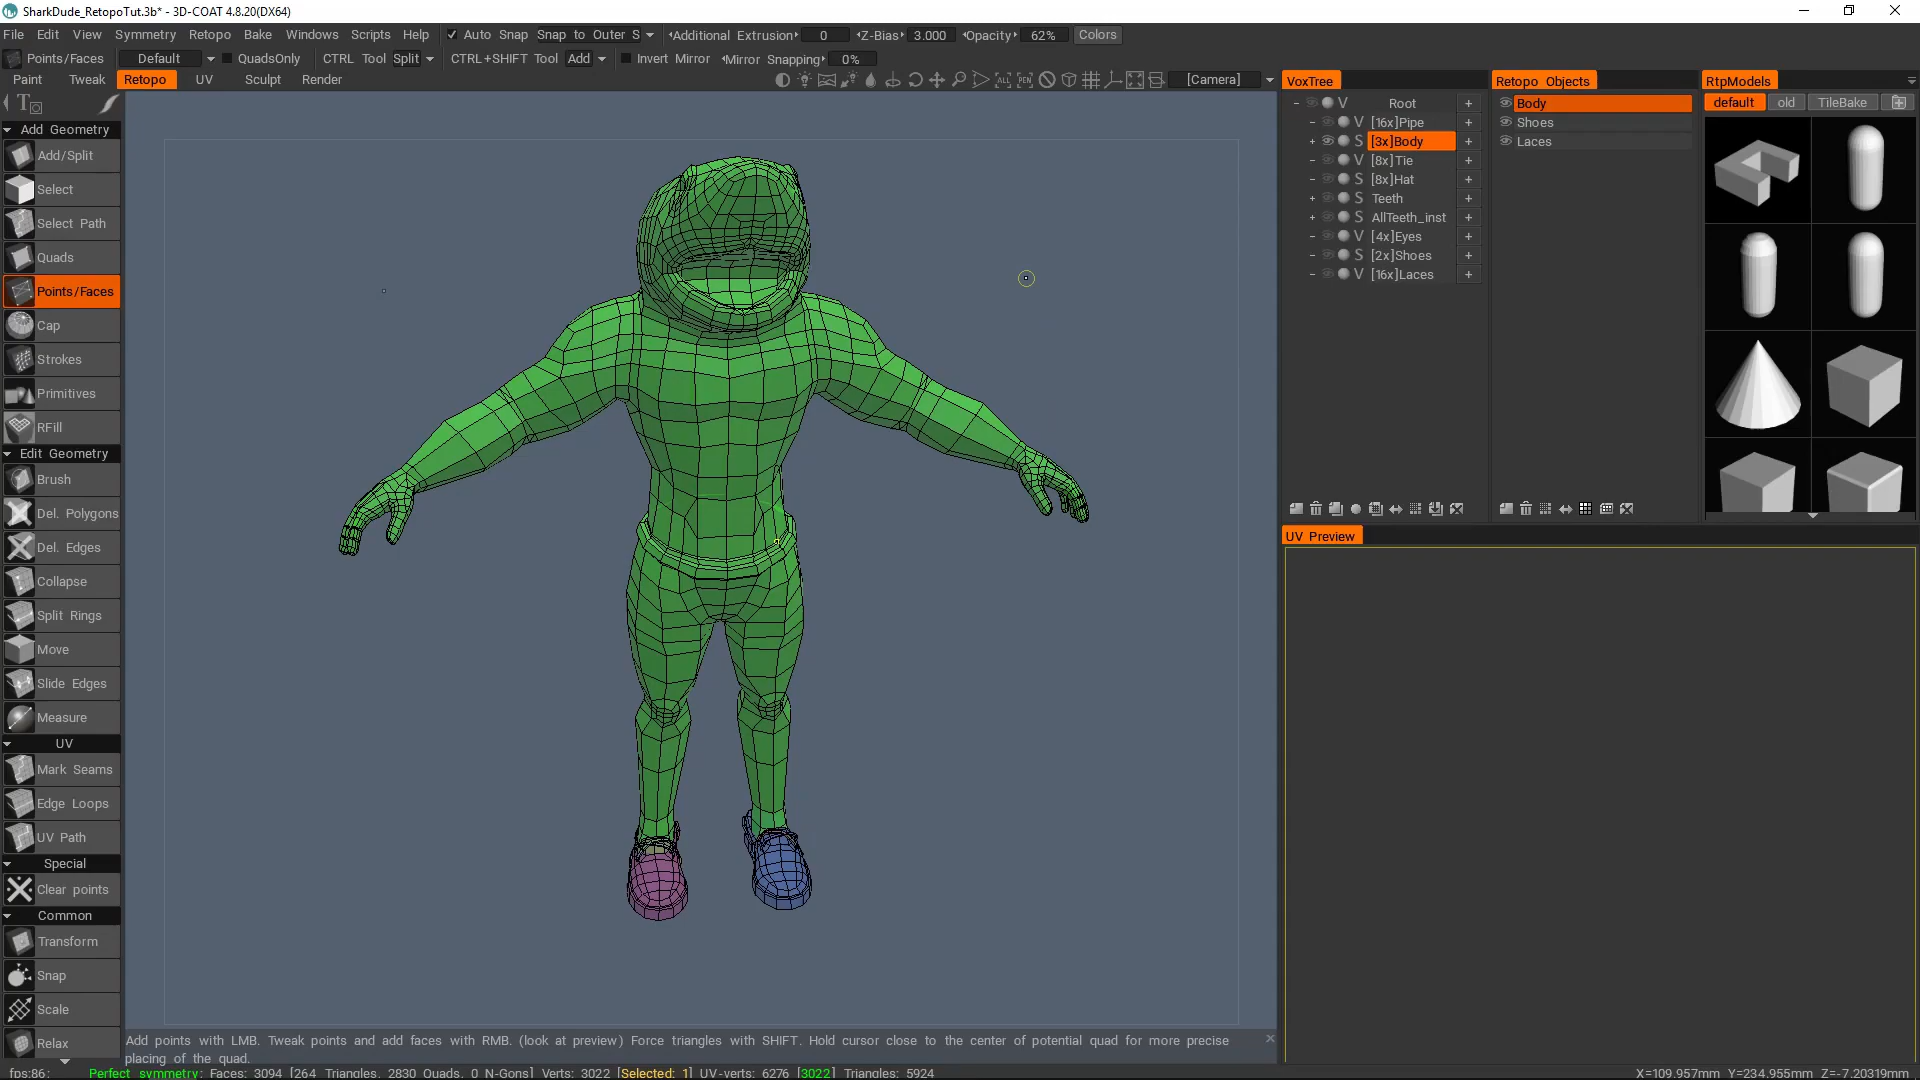 SharkDude_RetopoTut.3b* - 3D-COAT 4.8.20(DX64)
File Edit View Symmetry Retopo Bake Windows Scripts Help Auto Snap Snap to Outer S Additional Extrusion 0 Z-Bias 3.000 Opacity 62% Colors
Points/Faces Default QuadsOnly CTRL Tool Split CTRL+SHIFT Tool Add Invert Mirror Mirror Snapping 0%
Paint Tweak Retopo UV Sculpt Render ALL PEN [Camera]
VoxTree
Retopo Objects
RtpModels
Add Geometry
Add/Split
Select
Select Path
Quads
Points/Faces
Cap
Strokes
Primitives
RFill
Edit Geometry
Brush
Del. Polygons
Del. Edges
Collapse
Split Rings
Move
Slide Edges
Measure
UV
Mark Seams
Edge Loops
UV Path
Special
Clear points
Common
Transform
Snap
Scale
Relax
− V Root +
− V [16x]Pipe +
+ S [3x]Body +
− V [8x]Tie +
− S [8x]Hat +
+ S Teeth +
+ S AllTeeth_inst +
− V [4x]Eyes +
− S [2x]Shoes +
− V [16x]Laces +
Body
Shoes
Laces
default old TileBake
UV Preview
Add points with LMB. Tweak points and add faces with RMB. (look at preview) Force triangles with SHIFT. Hold cursor close to the center of potential quad for more precise
placing of the quad.
fps:86: Perfect symmetry; Faces: 3094 [264 Triangles, 2830 Quads, 0 N-Gons] Verts: 3022 [Selected: 1] UV-verts: 6276 [3022] Triangles: 5924
X=109.957mm Y=234.955mm Z=-7.20319mm